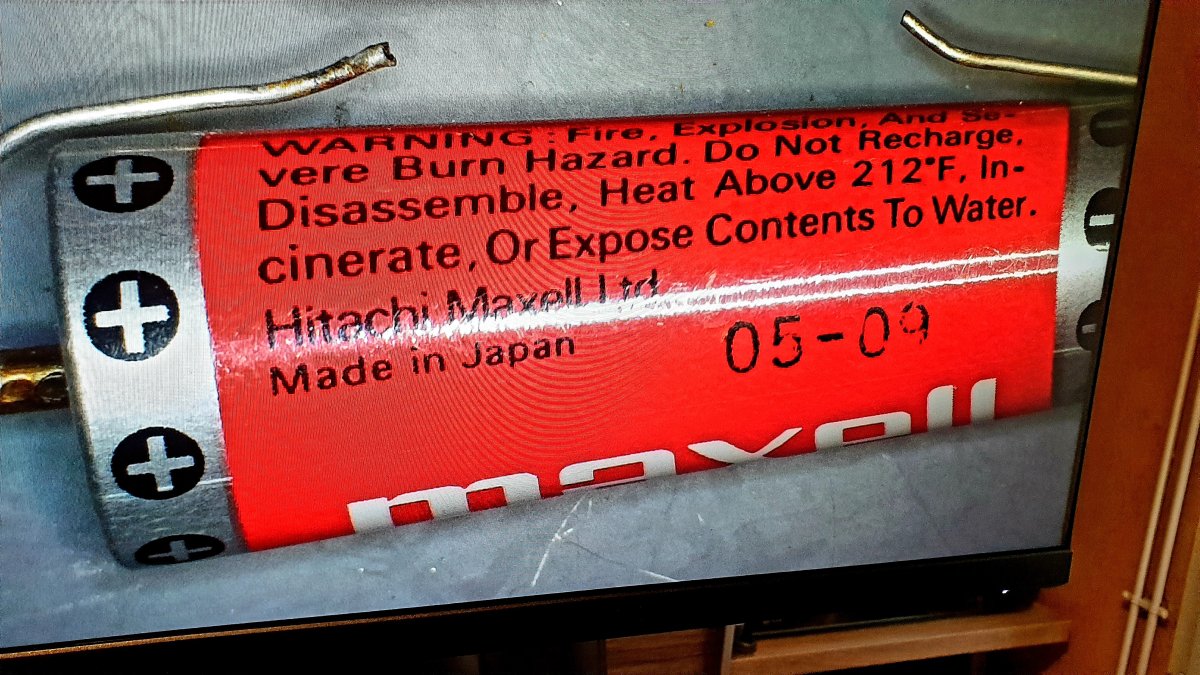 WARNING : Fire, Explosion, And Se-
vere Burn Hazard. Do Not Recharge,
Disassemble, Heat Above 212°F, In-
cinerate, Or Expose Contents To Water.
Hitachi Maxell Ltd
Made in Japan
05-09
maxell